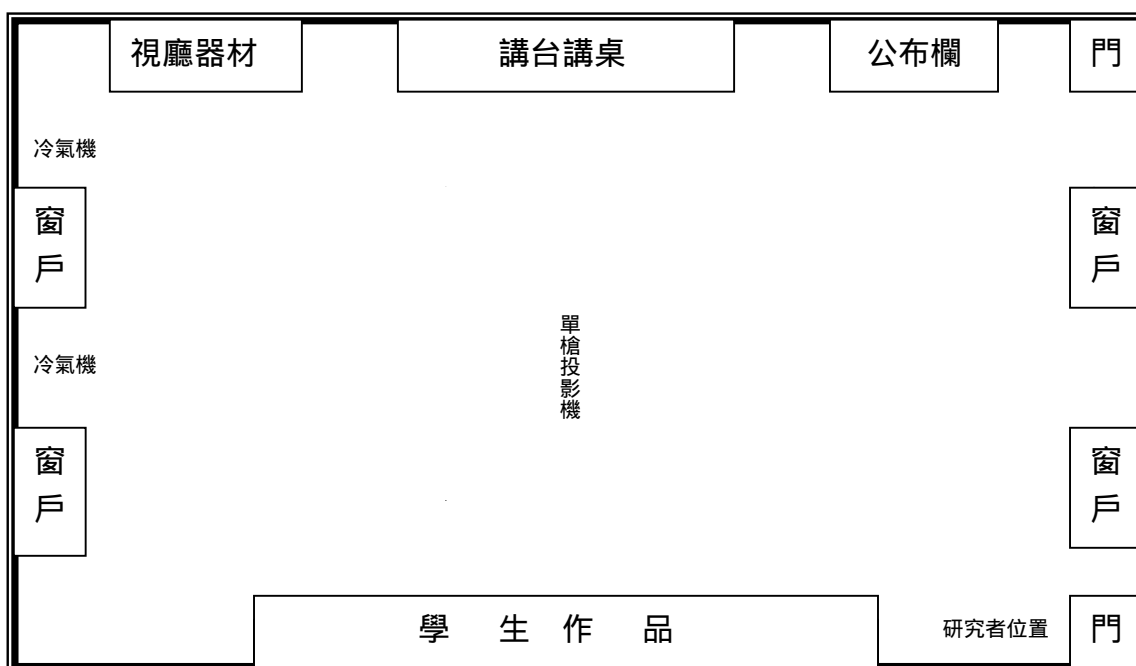 視廳器材 講台講桌 公布欄 門
冷氣機
窗戶 窗戶
單槍投影機
冷氣機
窗戶 窗戶
學生作品 研究者位置 門